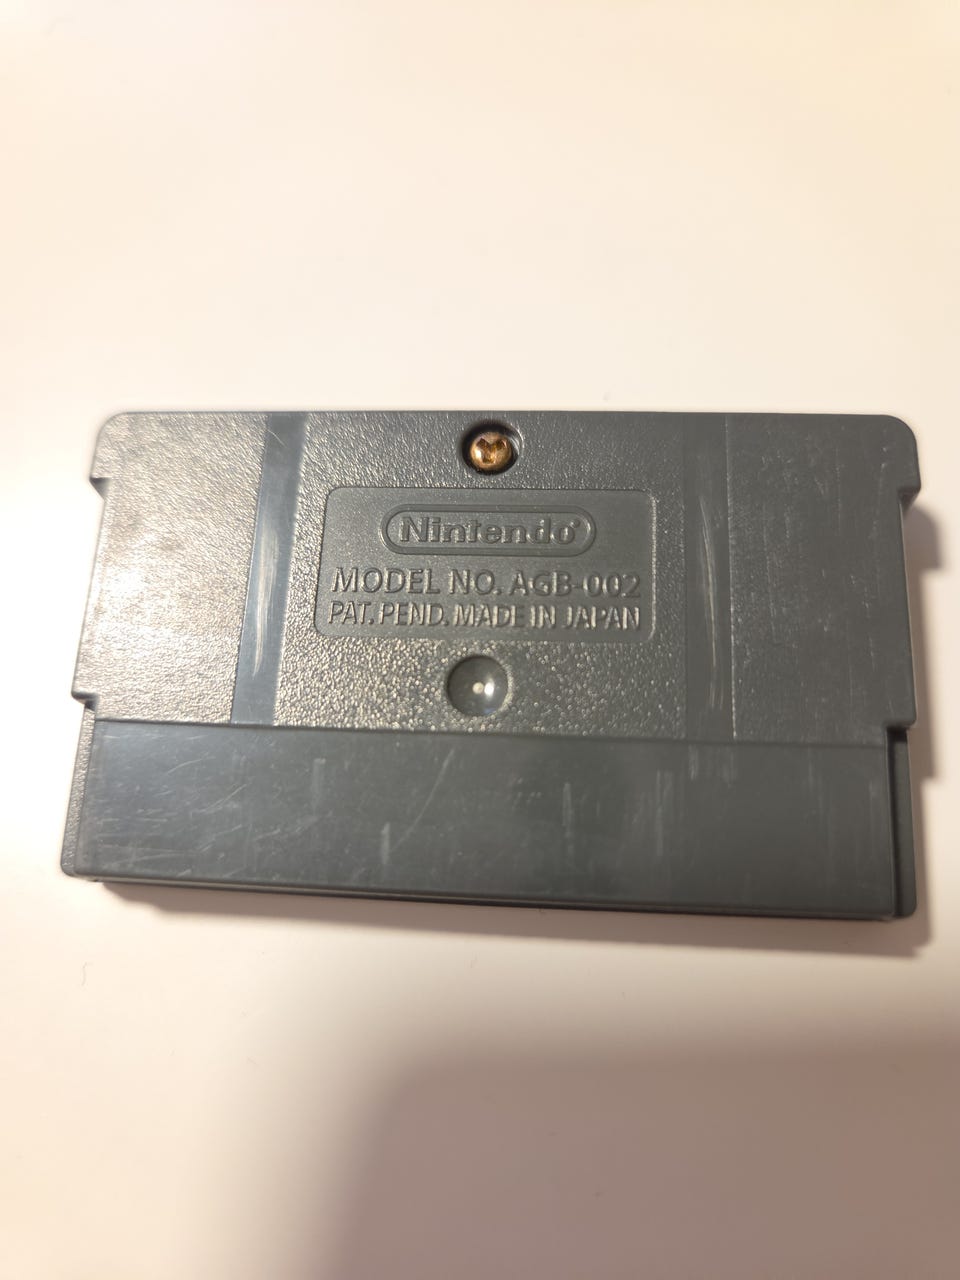 Nintendo®
MODEL NO. AGB-002
PAT. PEND. MADE IN JAPAN